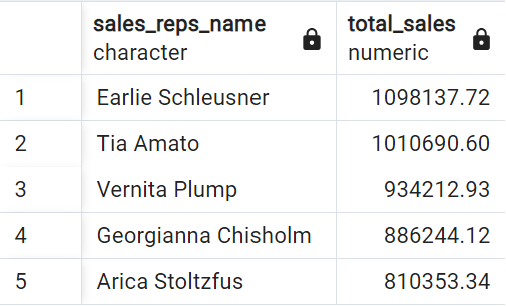 sales_reps_name total_sales
character numeric
1 Earlie Schleusner 1098137.72
2 Tia Amato 1010690.60
3 Vernita Plump 934212.93
4 Georgianna Chisholm 886244.12
5 Arica Stoltzfus 810353.34